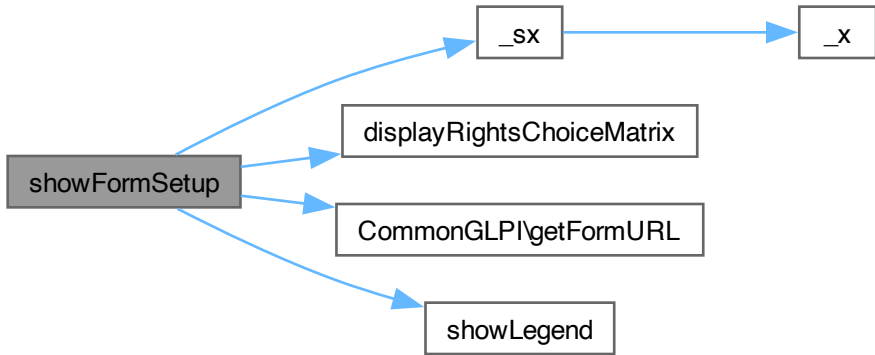 _sx
_x
displayRightsChoiceMatrix
showFormSetup
CommonGLPI\getFormURL
showLegend